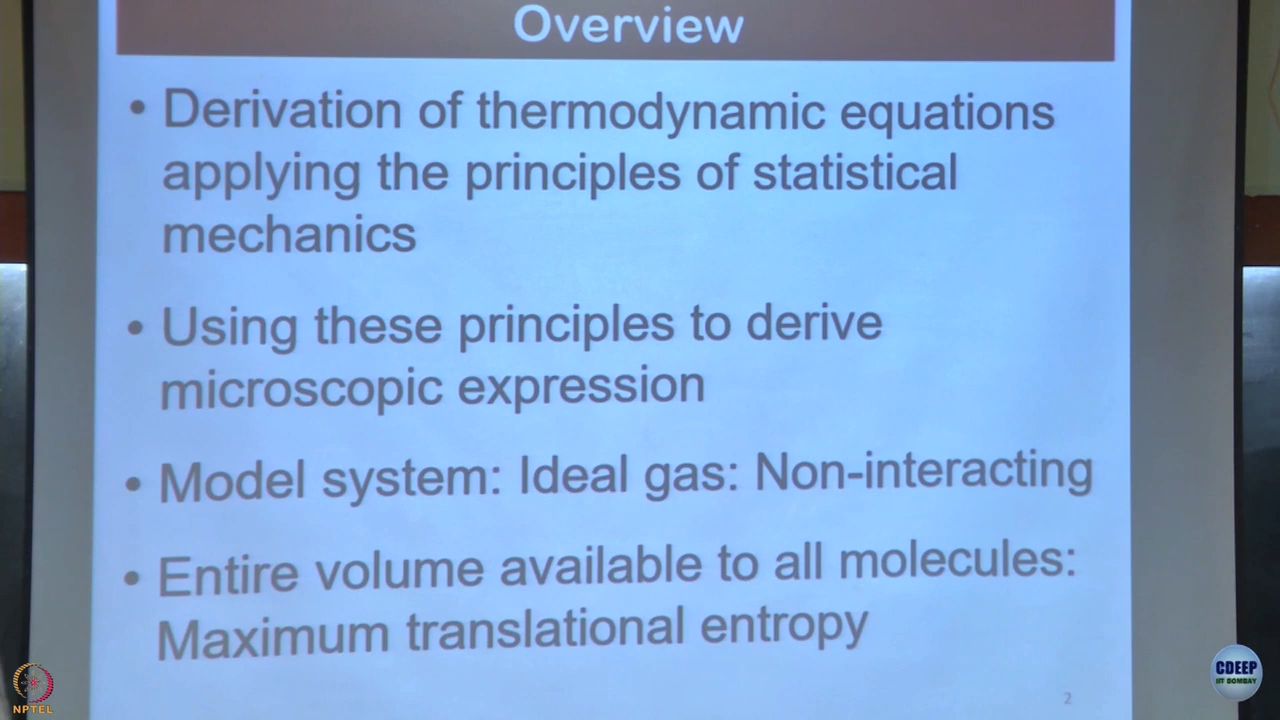 Overview
• Derivation of thermodynamic equations
applying the principles of statistical
mechanics
• Using these principles to derive
microscopic expression
• Model system: Ideal gas: Non-interacting
• Entire volume available to all molecules:
Maximum translational entropy
2
NPTEL
CDEEP
IIT BOMBAY